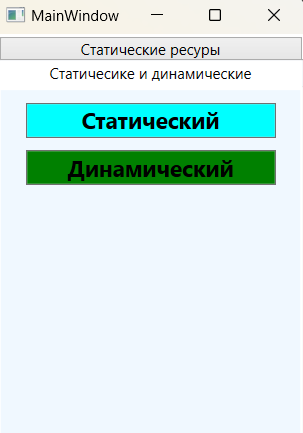 MainWindow
Статические ресуры
Статичесике и динамические
Статический
Динамический